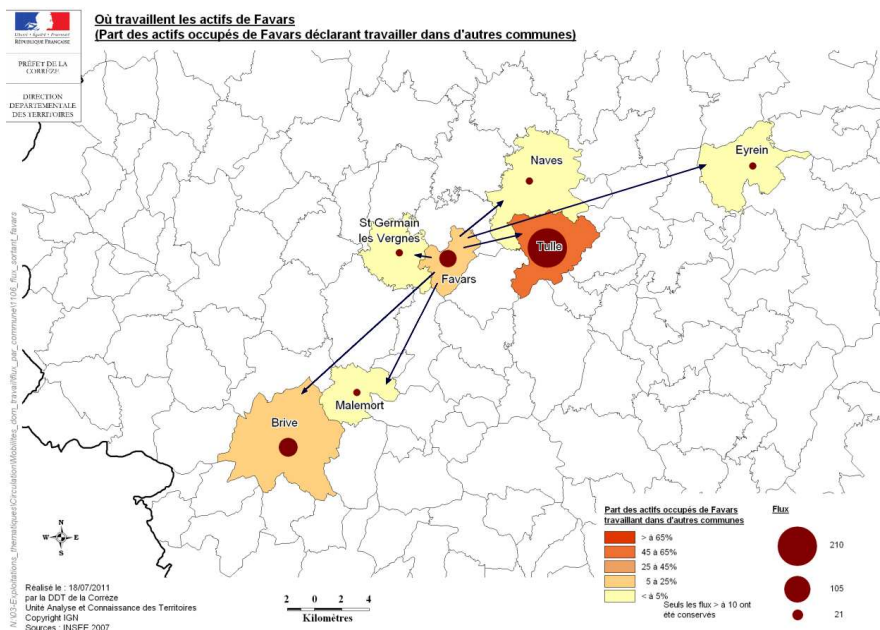 Où travaillent les actifs de Favars
(Part des actifs occupés de Favars déclarant travailler dans d'autres communes)
Liberté • Égalité • Fraternité
RÉPUBLIQUE FRANÇAISE
PRÉFET DE LA
CORRÈZE
DIRECTION
DÉPARTEMENTALE
DES TERRITOIRES
Naves
Eyrein
St Germain
les Vergnes
Tulle
Favars
Malemort
Brive
N
W E
S
Part des actifs occupés de Favars
travaillant dans d'autres communes
> à 65%
45 à 65%
25 à 45%
5 à 25%
< à 5%
Flux
210
105
21
Seuls les flux > à 10 ont
été conservés
Réalisé le : 18/07/2011
par la DDT de la Corrèze
Unité Analyse et Connaissance des Territoires
Copyright IGN
Sources : INSEE 2007
2 0 2 4
Kilomètres